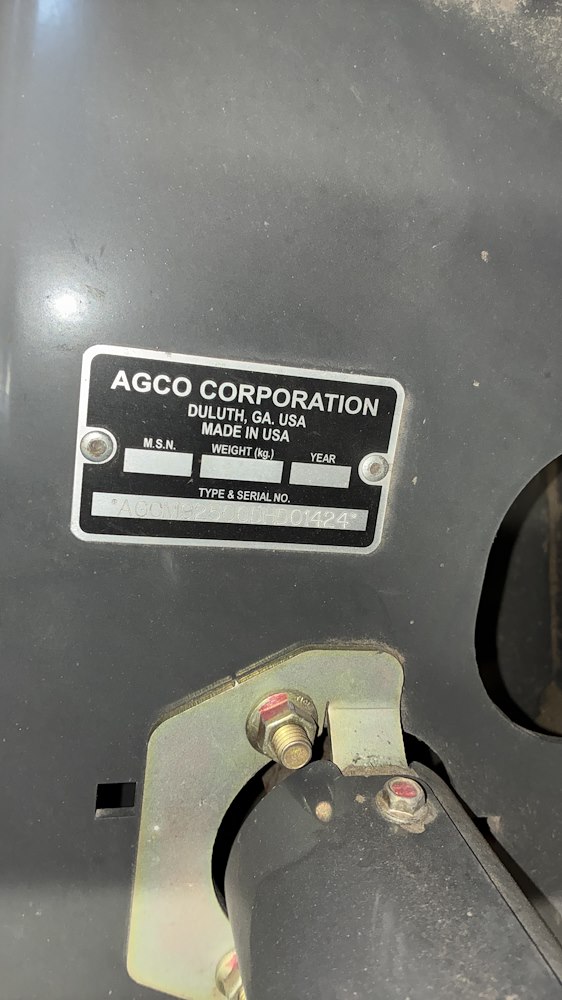 AGCO CORPORATION
DULUTH, GA. USA
MADE IN USA
M.S.N.
WEIGHT (kg.)
YEAR
TYPE & SERIAL NO.